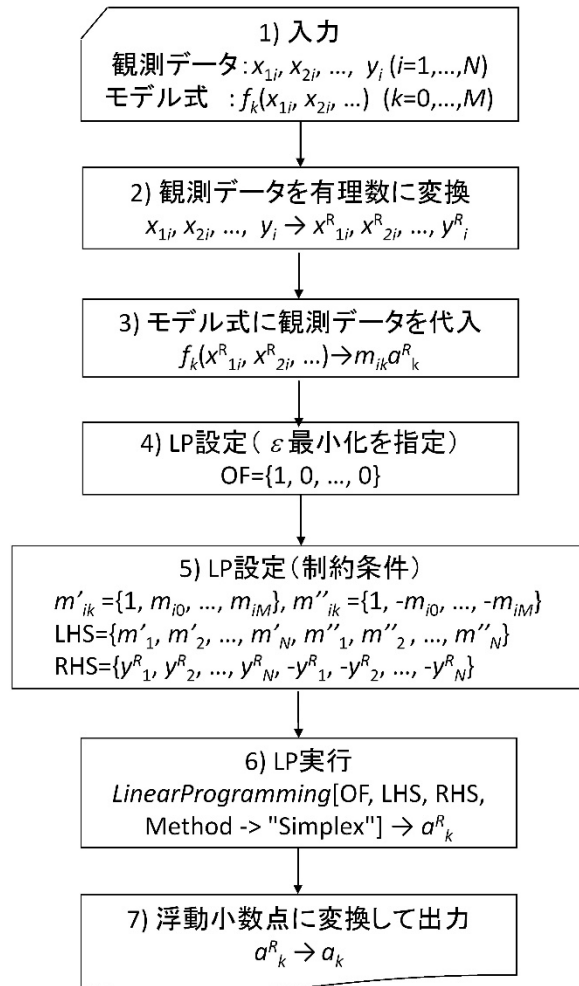 1) 入力
観測データ:x1i, x2i, …, yi (i=1,…,N)
モデル式 :fk(x1i, x2i, …) (k=0,…,M)
2) 観測データを有理数に変換
x1i, x2i, …, yi → xR1i, xR2i, …, yRi
3) モデル式に観測データを代入
fk(xR1i, xR2i, …)→mikaRk
4) LP設定( ε最小化を指定)
OF={1, 0, …, 0}
5) LP設定(制約条件)
m'ik ={1, mi0, …, miM}, m''ik ={1, -mi0, …, -miM}
LHS={m'1, m'2, …, m'N, m''1, m''2 , …, m''N}
RHS={yR1, yR2, …, yRN, -yR1, -yR2, …, -yRN}
6) LP実行
LinearProgramming[OF, LHS, RHS,
Method -> "Simplex"] → aRk
7) 浮動小数点に変換して出力
aRk → ak